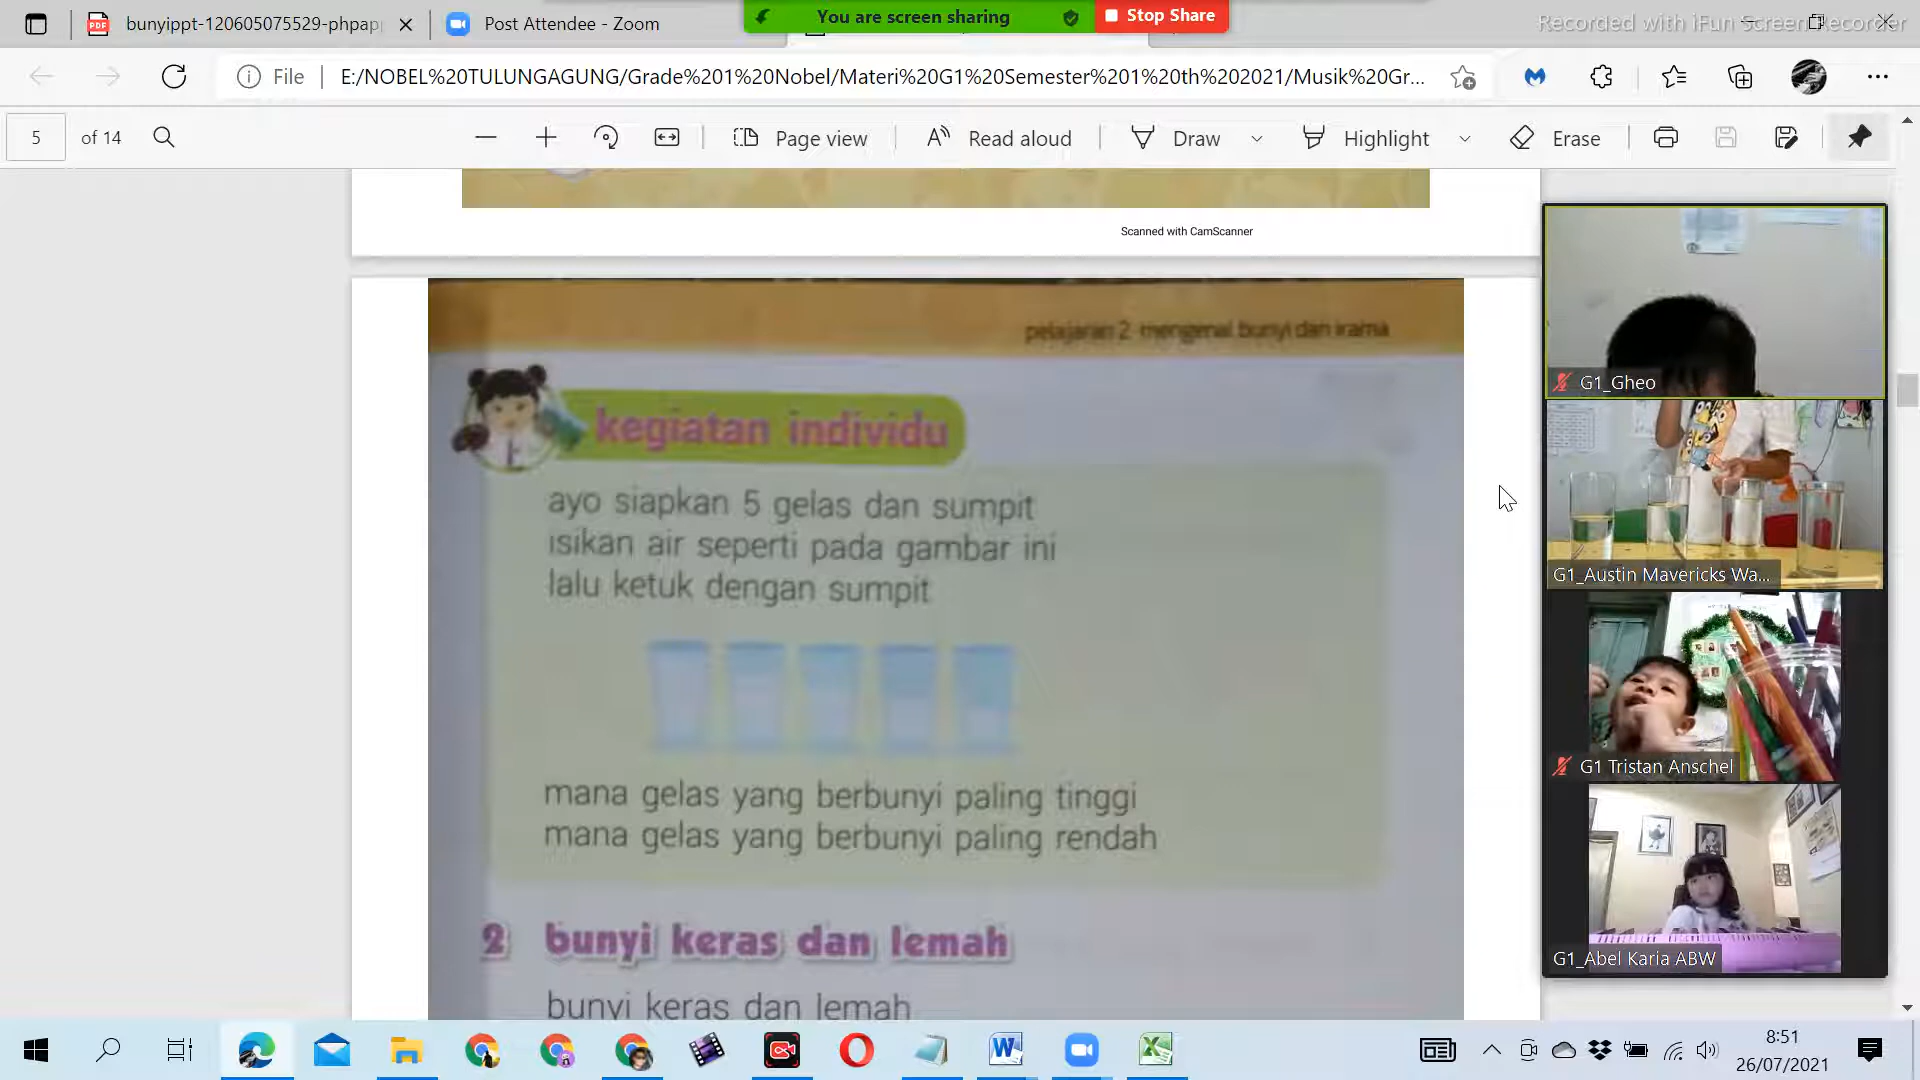 bunyippt-120605075529-phpap
Post Attendee - Zoom
You are screen sharing
Stop Share
Recorded with iFun Screen Recorder
File
E:/NOBEL%20TULUNGAGUNG/Grade%201%20Nobel/Materi%20G1%20Semester%201%20th%202021/Musik%20Gr...
5 of 14
Page view
Read aloud
Draw
Highlight
Erase
Scanned with CamScanner
pelajaran 2 mengenal bunyi dan irama
kegiatan individu
ayo siapkan 5 gelas dan sumpit
isikan air seperti pada gambar ini
lalu ketuk dengan sumpit
mana gelas yang berbunyi paling tinggi
mana gelas yang berbunyi paling rendah
2 bunyi keras dan lemah
bunyi keras dan lemah
G1_Gheo
G1_Austin Mavericks Wa...
G1 Tristan Anschel
G1_Abel Karia ABW
8:51
26/07/2021